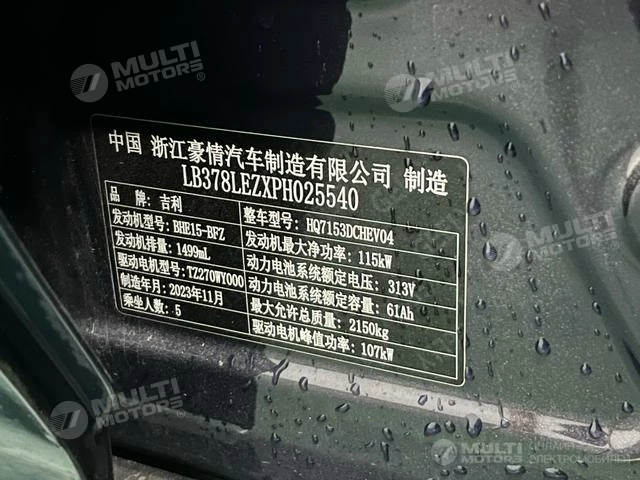 MULTI
MOTORS
MULTI
MOTORS
中国 浙江豪情汽车制造有限公司 制造
LB378LEZXPH025540
品牌：吉利 整车型号：HQ7153DCHEV04
发动机型号：BHE15-BFZ 发动机最大净功率：115kW
发动机排量：1499mL 动力电池系统额定电压：313V
驱动电机型号：TZ270WY000 动力电池系统额定容量：61Ah
制造年月：2023年11月 最大允许总质量：2150kg
乘坐人数：5 驱动电机峰值功率：107kW
MULTI
MOTORS
MULTI
MOTORS
ЭЛЕКТРОМОБИЛЯ